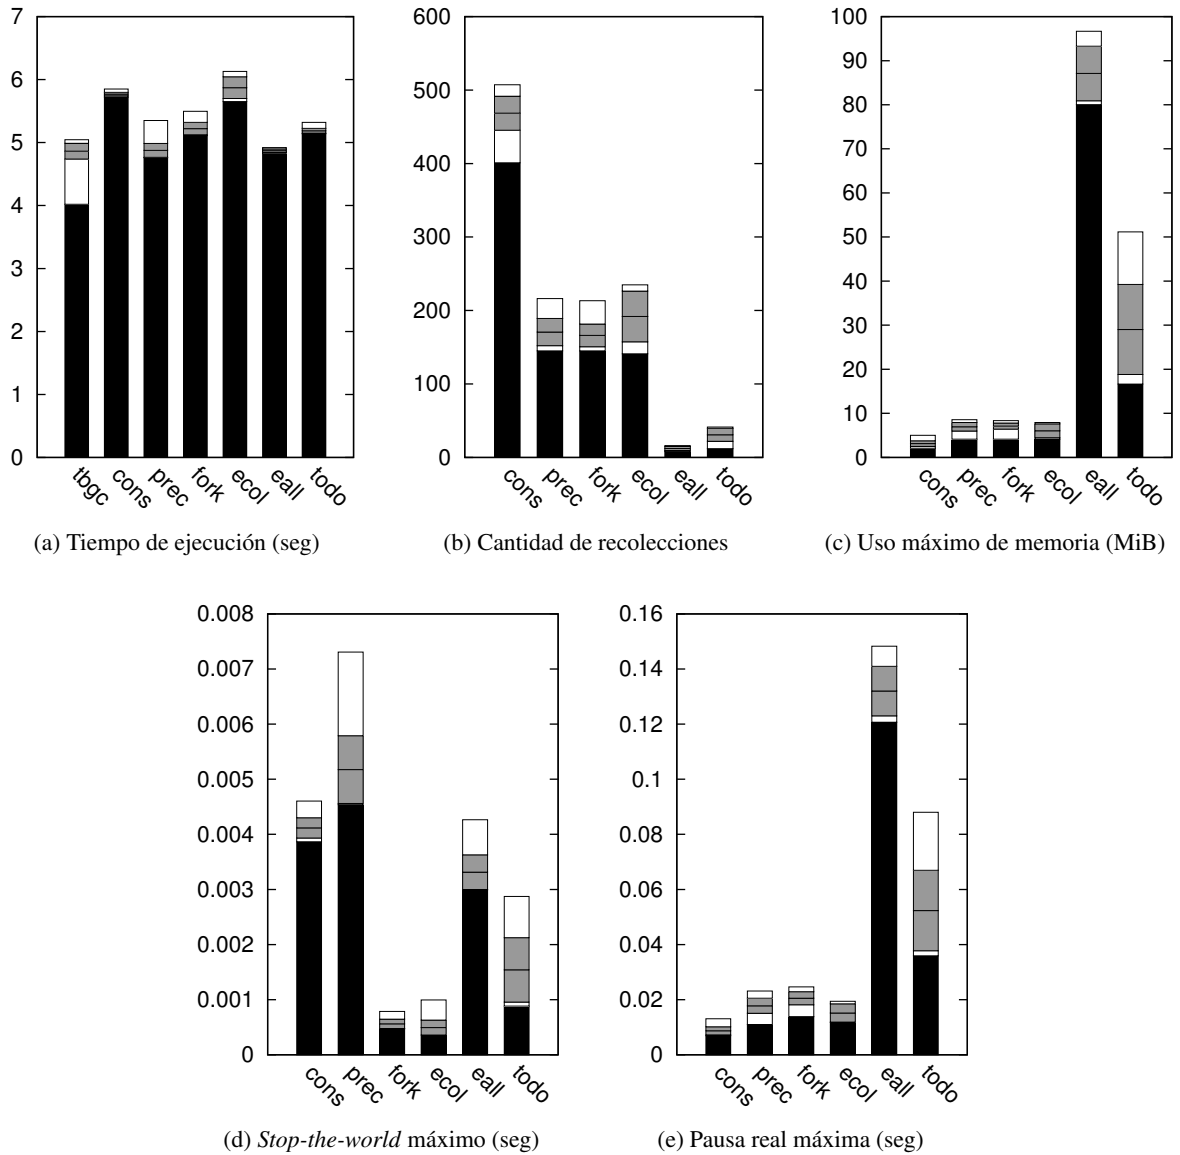 7
6
5
4
3
2
1
0
tbgc
cons
prec
fork
ecol
eall
todo
(a) Tiempo de ejecución (seg)
600
500
400
300
200
100
0
cons
prec
fork
ecol
eall
todo
(b) Cantidad de recolecciones
100
90
80
70
60
50
40
30
20
10
0
cons
prec
fork
ecol
eall
todo
(c) Uso máximo de memoria (MiB)
0.008
0.007
0.006
0.005
0.004
0.003
0.002
0.001
0
cons
prec
fork
ecol
eall
todo
(d) Stop-the-world máximo (seg)
0.16
0.14
0.12
0.1
0.08
0.06
0.04
0.02
0
cons
prec
fork
ecol
eall
todo
(e) Pausa real máxima (seg)